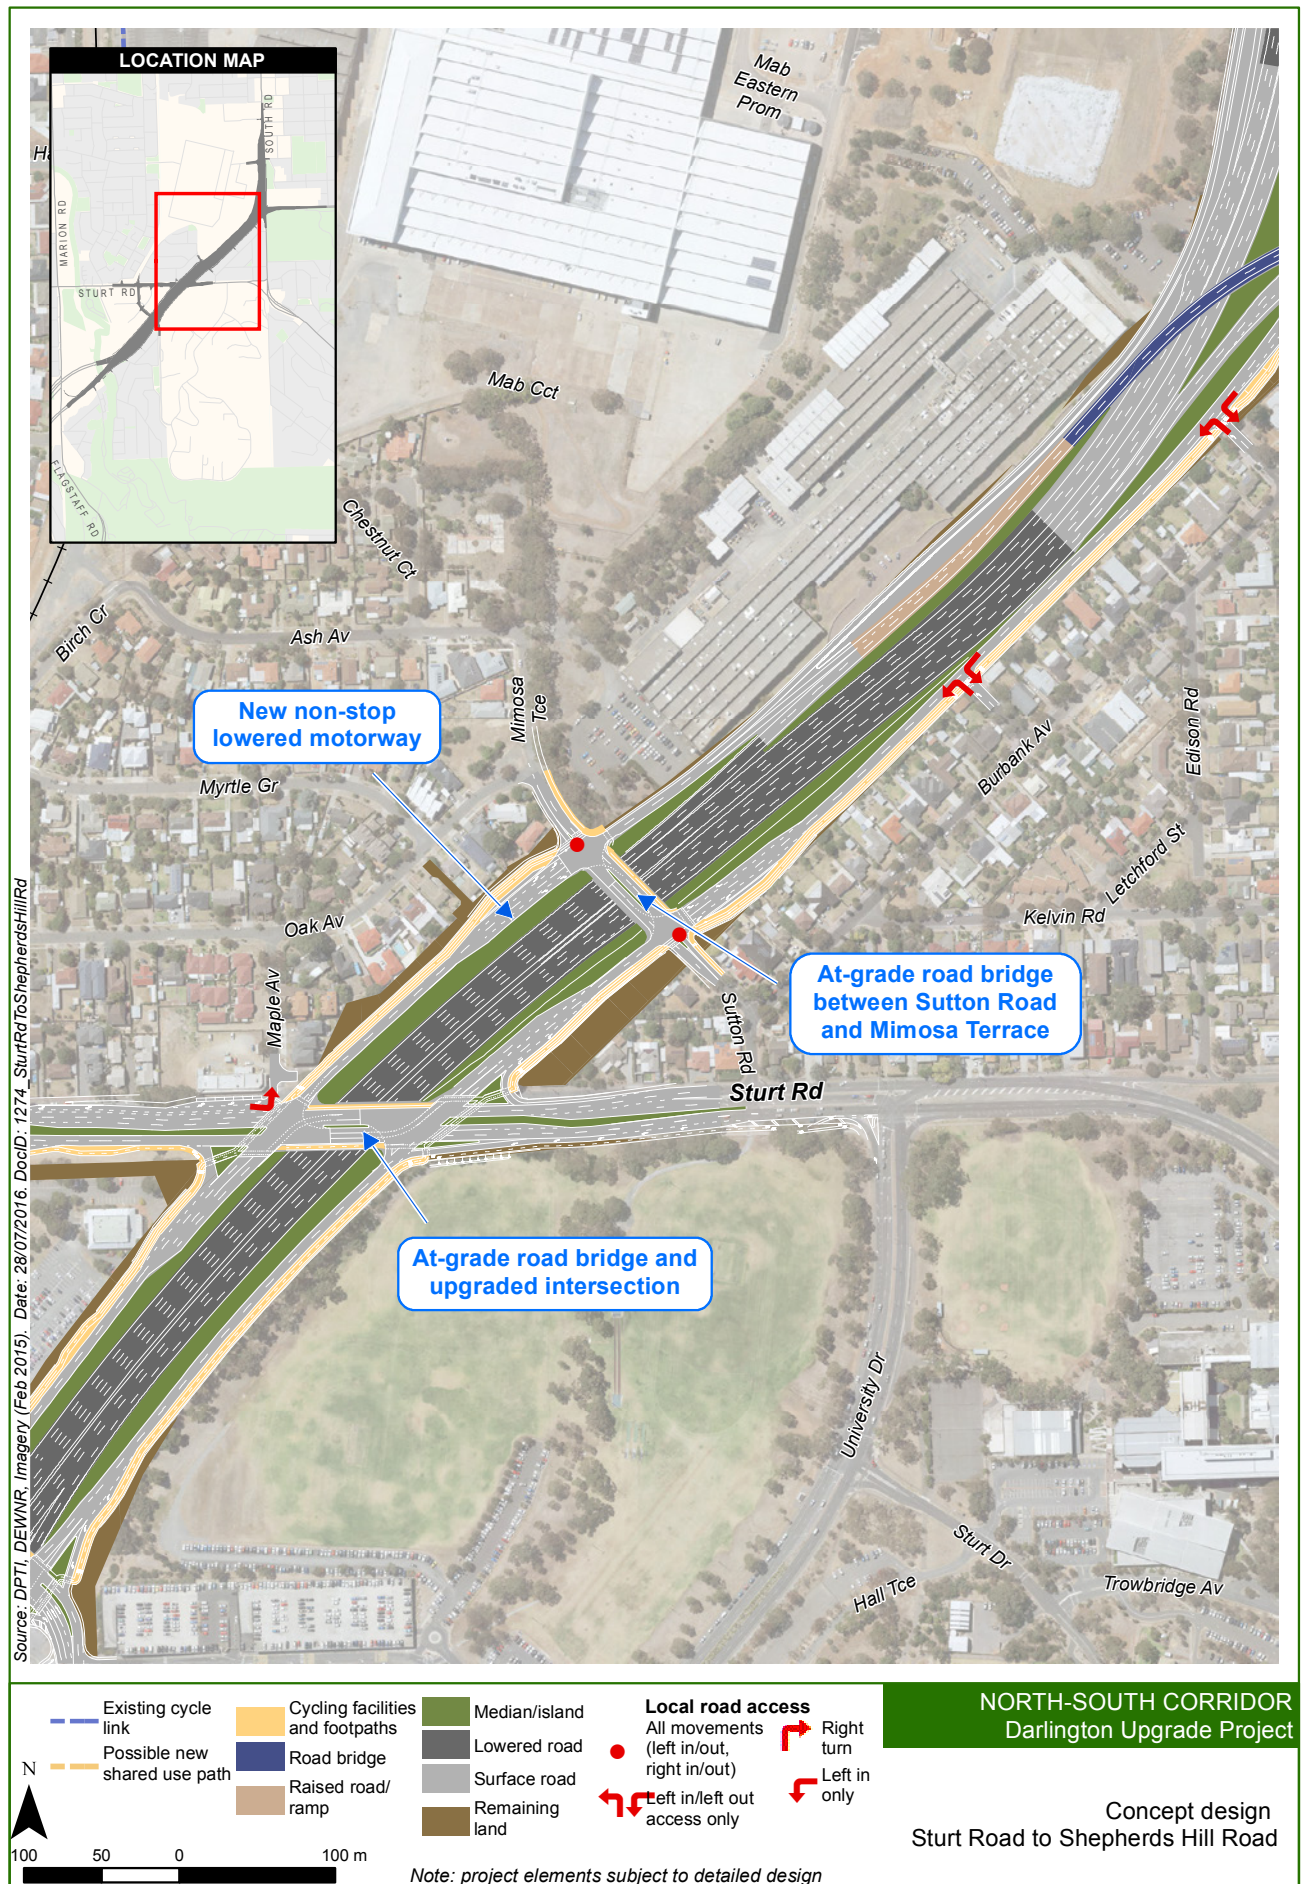 LOCATION MAP
SOUTH RD
MARION RD
STURT RD
FLAGSTAFF RD
Mab
Eastern
Prom
Mab Cct
Chestnut Ct
Birch Cr
Ash Av
Mimosa
Tce
New non-stop
lowered motorway
Myrtle Gr
Edison Rd
Burbank Av
Letchford St
Kelvin Rd
Oak Av
Maple Av
At-grade road bridge
between Sutton Road
and Mimosa Terrace
Sutton Rd
Sturt Rd
At-grade road bridge and
upgraded intersection
University Dr
Sturt Dr
Hall Tce
Trowbridge Av
Source: DPTI, DEWNR, Imagery (Feb 2015). Date: 28/07/2016. DocID: 1274_SturtRdToShepherdsHillRd
Existing cycle
link
Possible new
shared use path
Cycling facilities
and footpaths
Road bridge
Raised road/
ramp
Median/island
Lowered road
Surface road
Remaining
land
Local road access
All movements
(left in/out,
right in/out)
Left in/left out
access only
Right
turn
Left in
only
N
100 50 0 100 m
Note: project elements subject to detailed design
NORTH-SOUTH CORRIDOR
Darlington Upgrade Project
Concept design
Sturt Road to Shepherds Hill Road